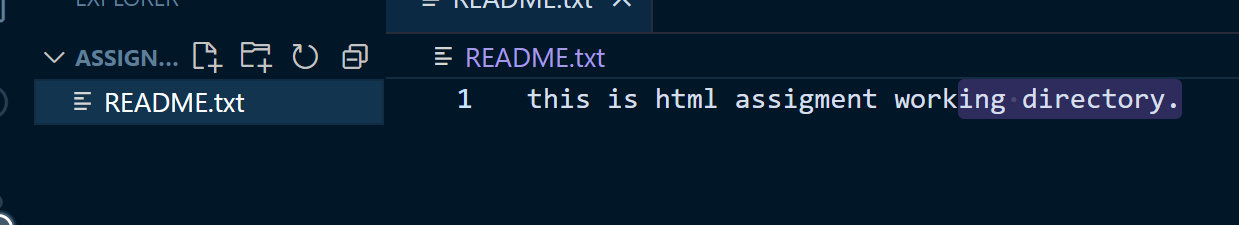 EXPLORER
README.txt
ASSIGN...
README.txt
README.txt
1 this is html assigment working directory.